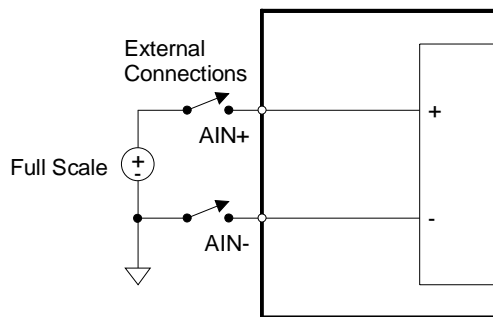 External
Connections
AIN+
+
Full Scale
+
-
AIN-
-